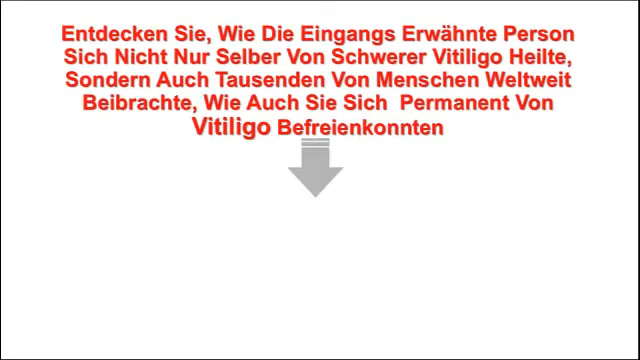 Entdecken Sie, Wie Die Eingangs Erwähnte Person
Sich Nicht Nur Selber Von Schwerer Vitiligo Heilte,
Sondern Auch Tausenden Von Menschen Weltweit
Beibrachte, Wie Auch Sie Sich Permanent Von
Vitiligo Befreienkonnten